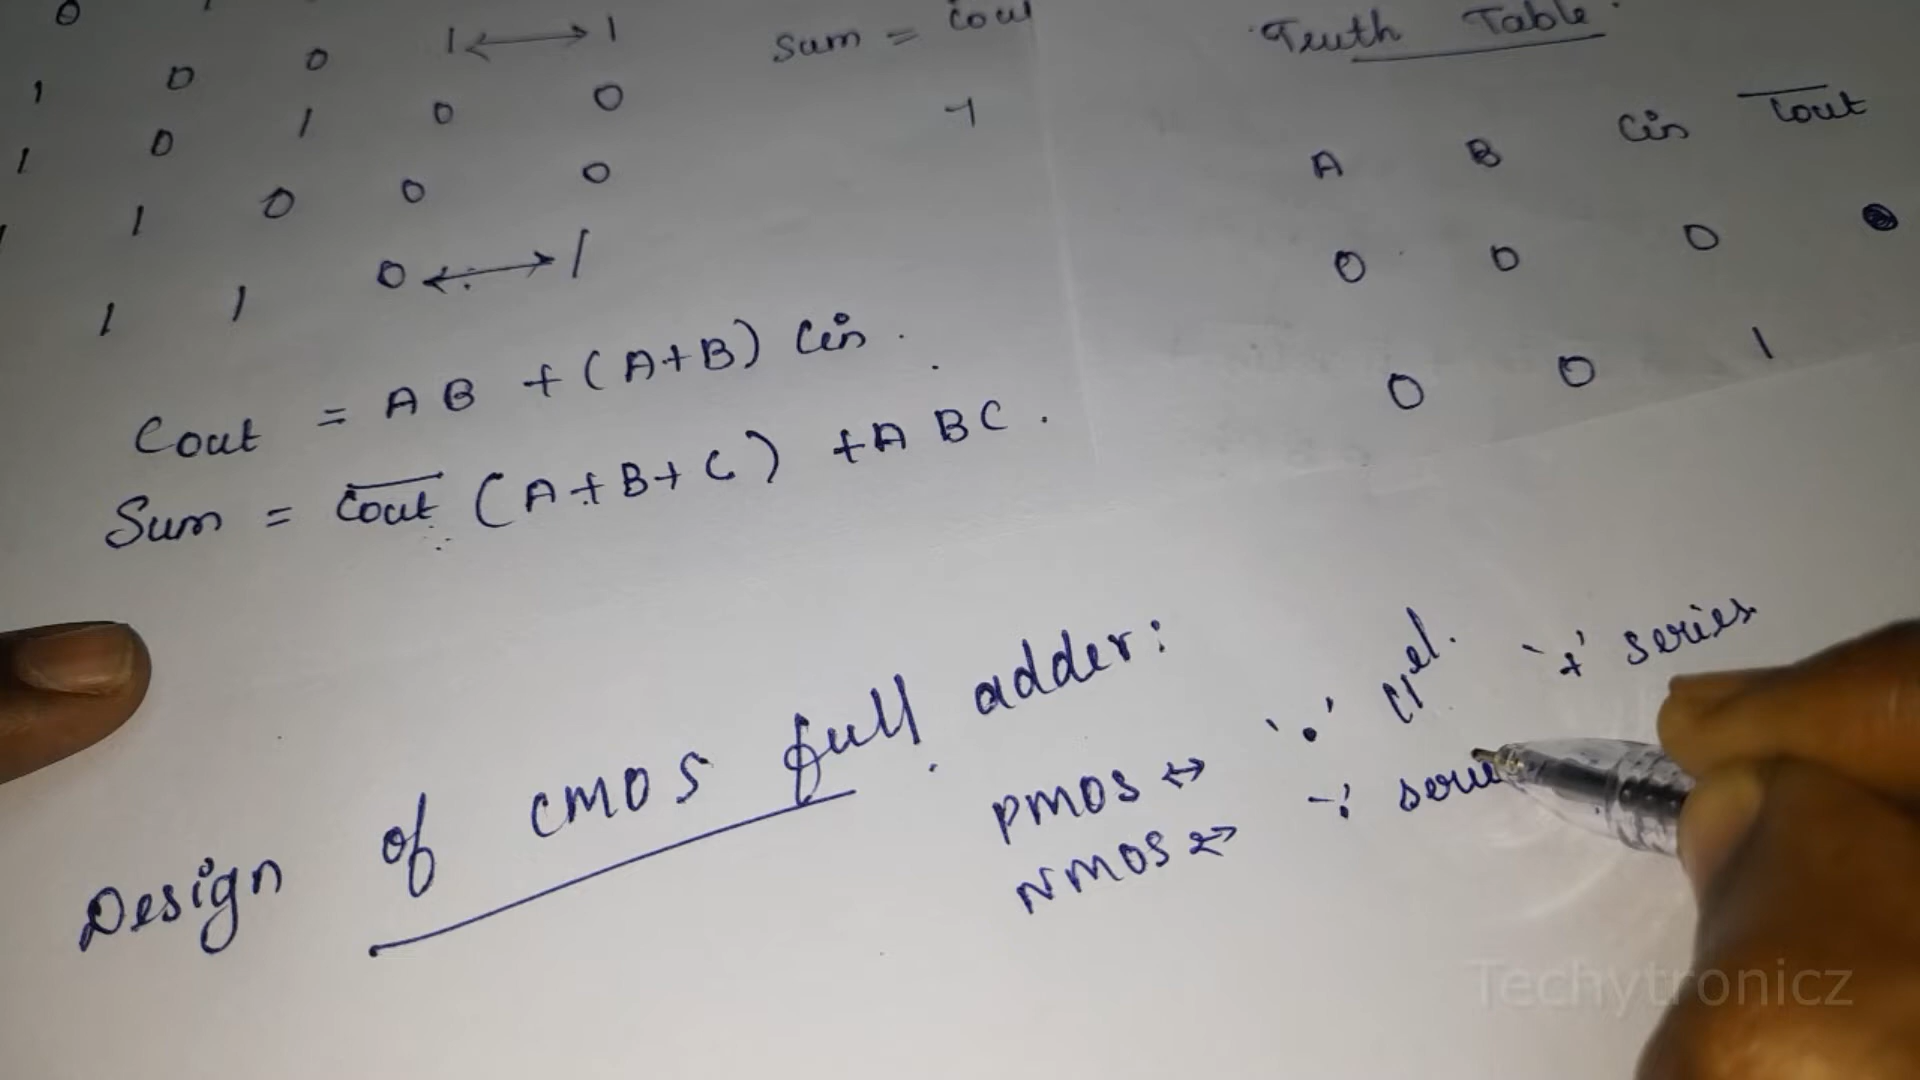 0
1 0 0 1 ↔ 1
1 0 1 0 0
1 1 0 0 0
1 1 0 ↔ 1
Cout = AB + (A+B) Cin.
Sum = C̅o̅u̅t̅ (A+B+C) + ABC.
Sum = Cout
Truth Table
A B Cin C̅o̅u̅t̅
0 0 0
0 0 1
Design of CMOS full adder:
PMOS ↔ '.' ||el. '+' series
NMOS ↔ '.' series
Techytronicz